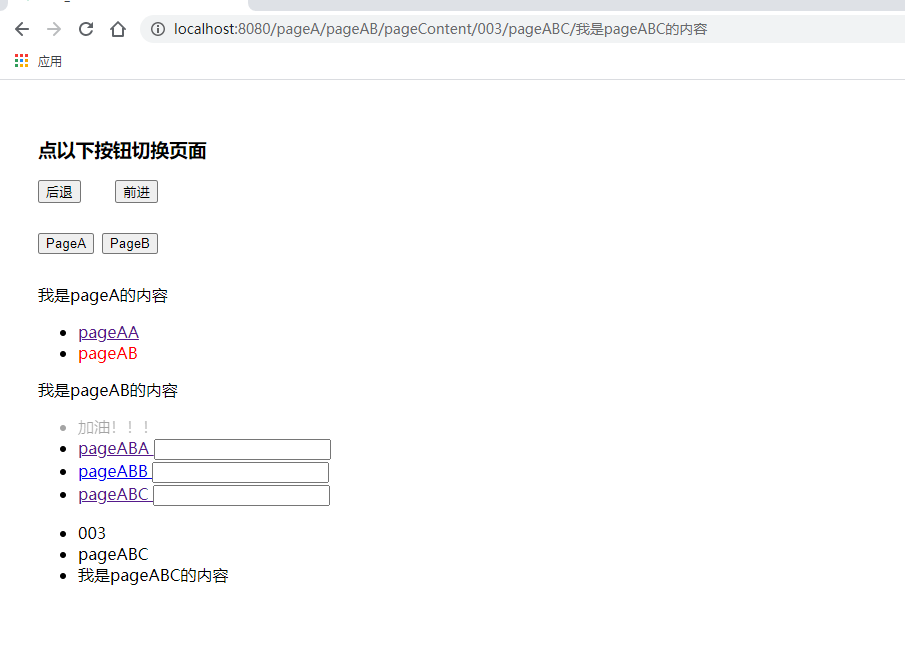 localhost:8080/pageA/pageAB/pageContent/003/pageABC/我是pageABC的内容
应用
点以下按钮切换页面
后退 前进
PageA PageB
我是pageA的内容
pageAA
pageAB
我是pageAB的内容
加油！！！
pageABA
pageABB
pageABC
003
pageABC
我是pageABC的内容